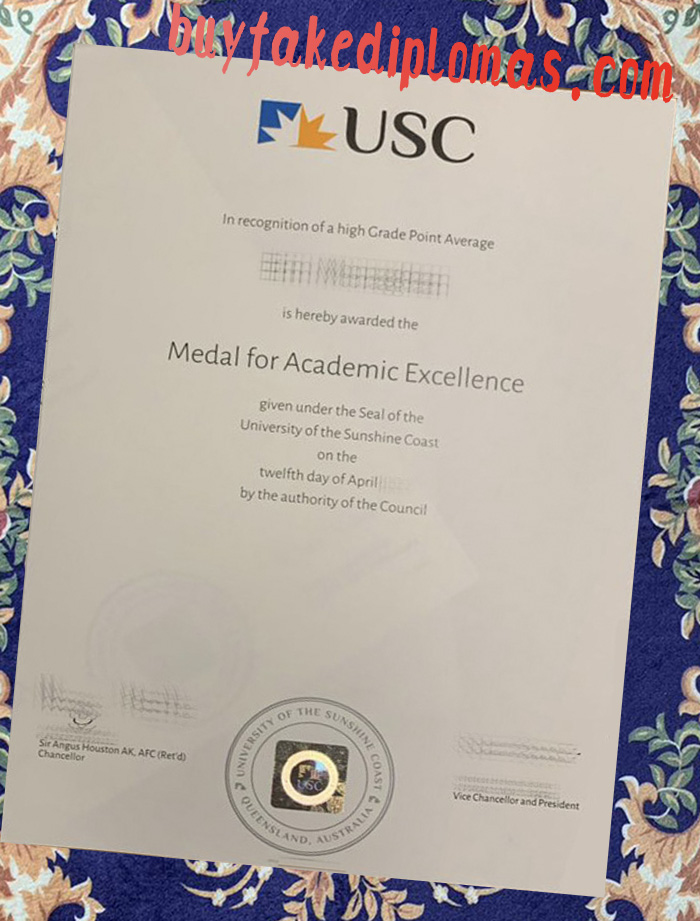 buyfakediplomas.com
USC
In recognition of a high Grade Point Average
is hereby awarded the
Medal for Academic Excellence
given under the Seal of the
University of the Sunshine Coast
on the
twelfth day of April
by the authority of the Council
Sir Angus Houston AK, AFC (Ret'd)
Chancellor
UNIVERSITY OF THE SUNSHINE COAST
QUEENSLAND, AUSTRALIA
USC
Vice Chancellor and President